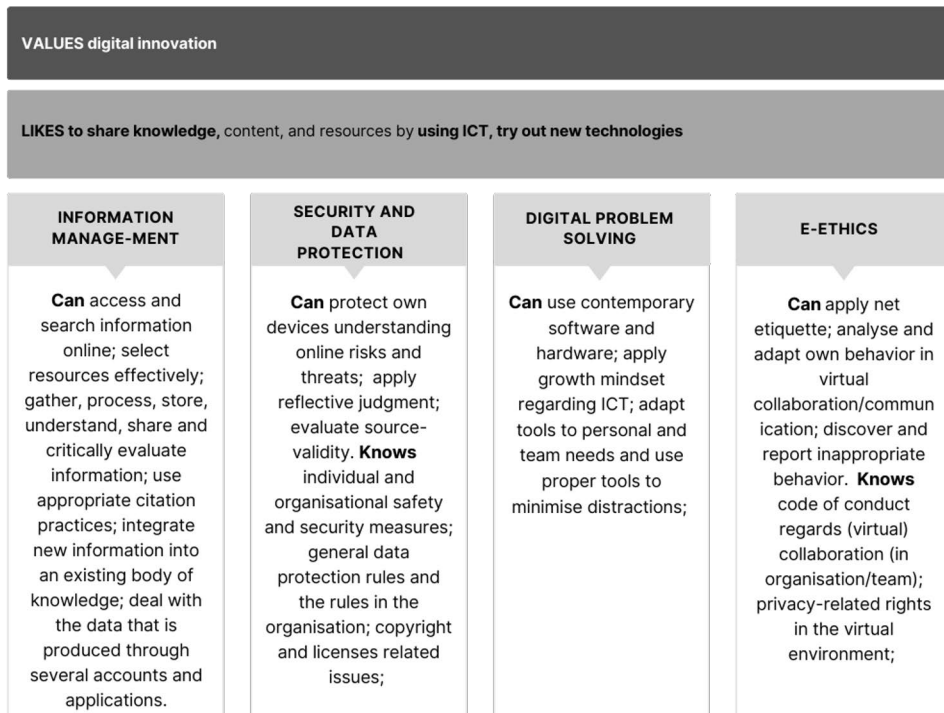 VALUES digital innovation
LIKES to share knowledge, content, and resources by using ICT, try out new technologies
INFORMATION
MANAGE-MENT
Can access and
search information
online; select
resources effectively;
gather, process, store,
understand, share and
critically evaluate
information; use
appropriate citation
practices; integrate
new information into
an existing body of
knowledge; deal with
the data that is
produced through
several accounts and
applications.
SECURITY AND
DATA
PROTECTION
Can protect own
devices understanding
online risks and
threats;  apply
reflective judgment;
evaluate source-
validity. Knows
individual and
organisational safety
and security measures;
general data
protection rules and
the rules in the
organisation; copyright
and licenses related
issues;
DIGITAL PROBLEM
SOLVING
Can use contemporary
software and
hardware; apply
growth mindset
regarding ICT; adapt
tools to personal and
team needs and use
proper tools to
minimise distractions;
E-ETHICS
Can apply net
etiquette; analyse and
adapt own behavior in
virtual
collaboration/commun
ication; discover and
report inappropriate
behavior.  Knows
code of conduct
regards (virtual)
collaboration (in
organisation/team);
privacy-related rights
in the virtual
environment;